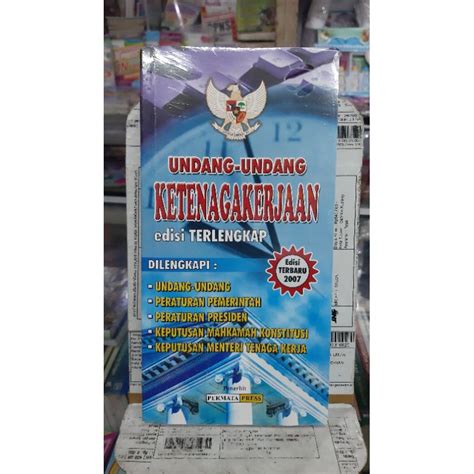 12
UNDANG-UNDANG
KETENAGAKERJAAN
edisi TERLENGKAP
DILENGKAPI :
Edisi
TERBARU
2007
• UNDANG-UNDANG
• PERATURAN PEMERINTAH
• PERATURAN PRESIDEN
• KEPUTUSAN MAHKAMAH KONSTITUSI
• KEPUTUSAN MENTERI TENAGA KERJA
Penerbit
PERMATA PRESS